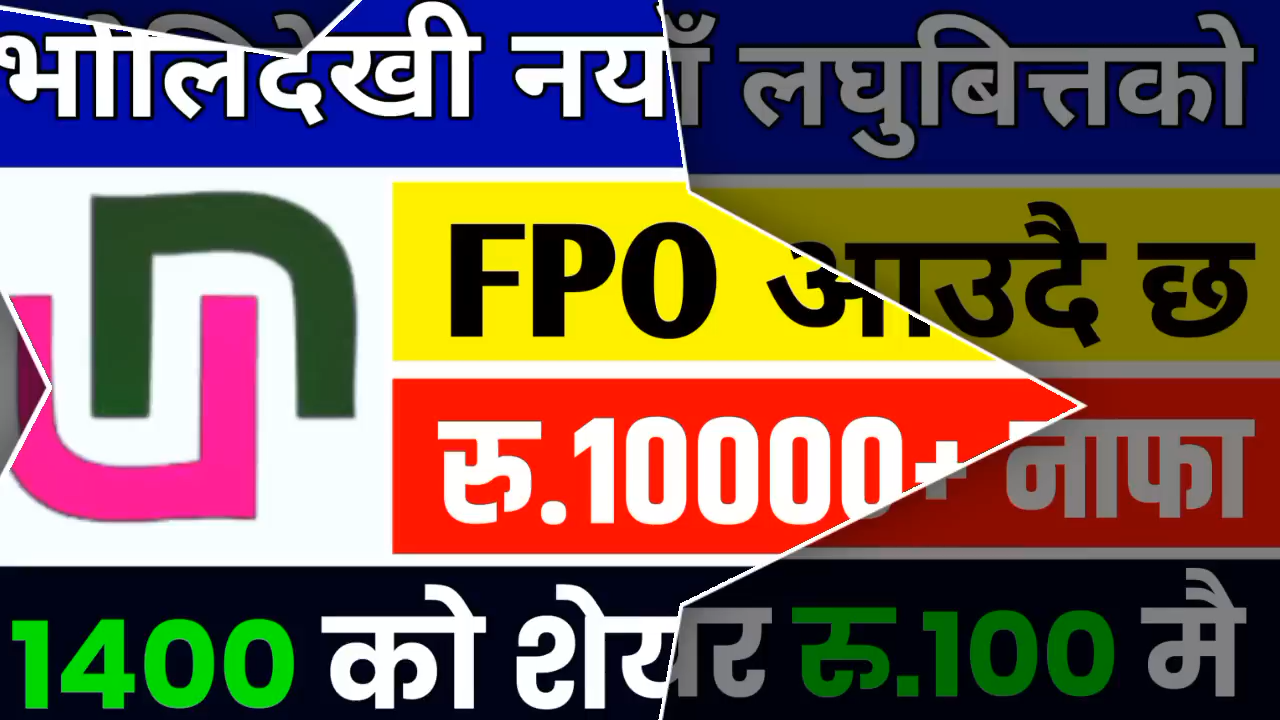 भोलिदेखी नयाँ लघुबित्तको
FPO आउदै छ
रु.10000+ नाफा
1400 को शेयर रु.100 मै